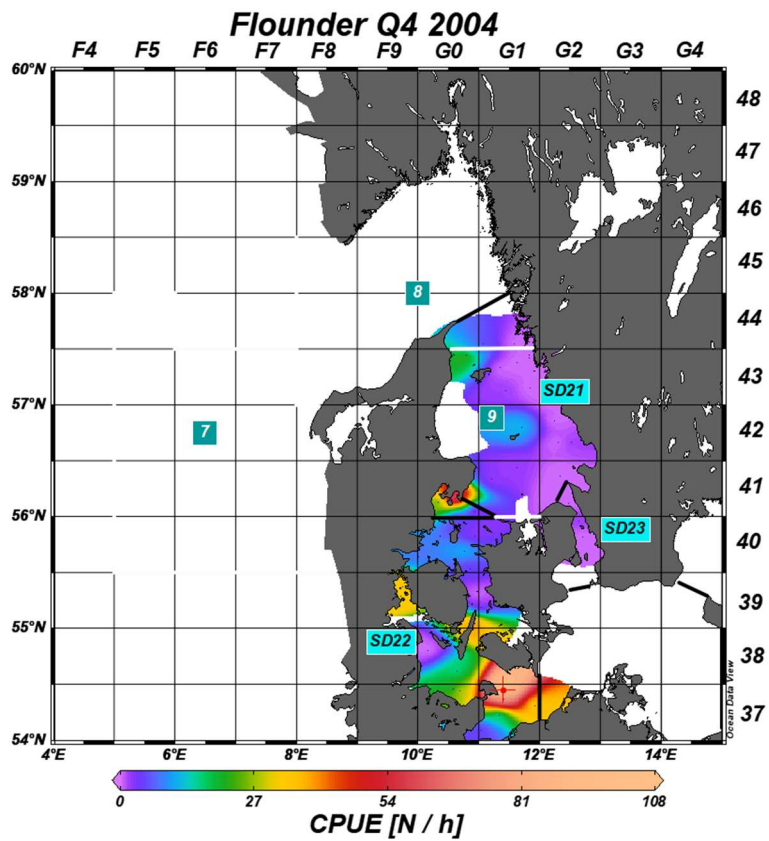 Flounder Q4 2004
F4 F5 F6 F7 F8 F9 G0 G1 G2 G3 G4
60°N
48
47
59°N
46
45
58°N
8
44
43
SD21
57°N
9
7
42
41
56°N
SD23
40
39
55°N
SD22
38
37
54°N
Ocean Data View
4°E 6°E 8°E 10°E 12°E 14°E
0 27 54 81 108
CPUE [N / h]